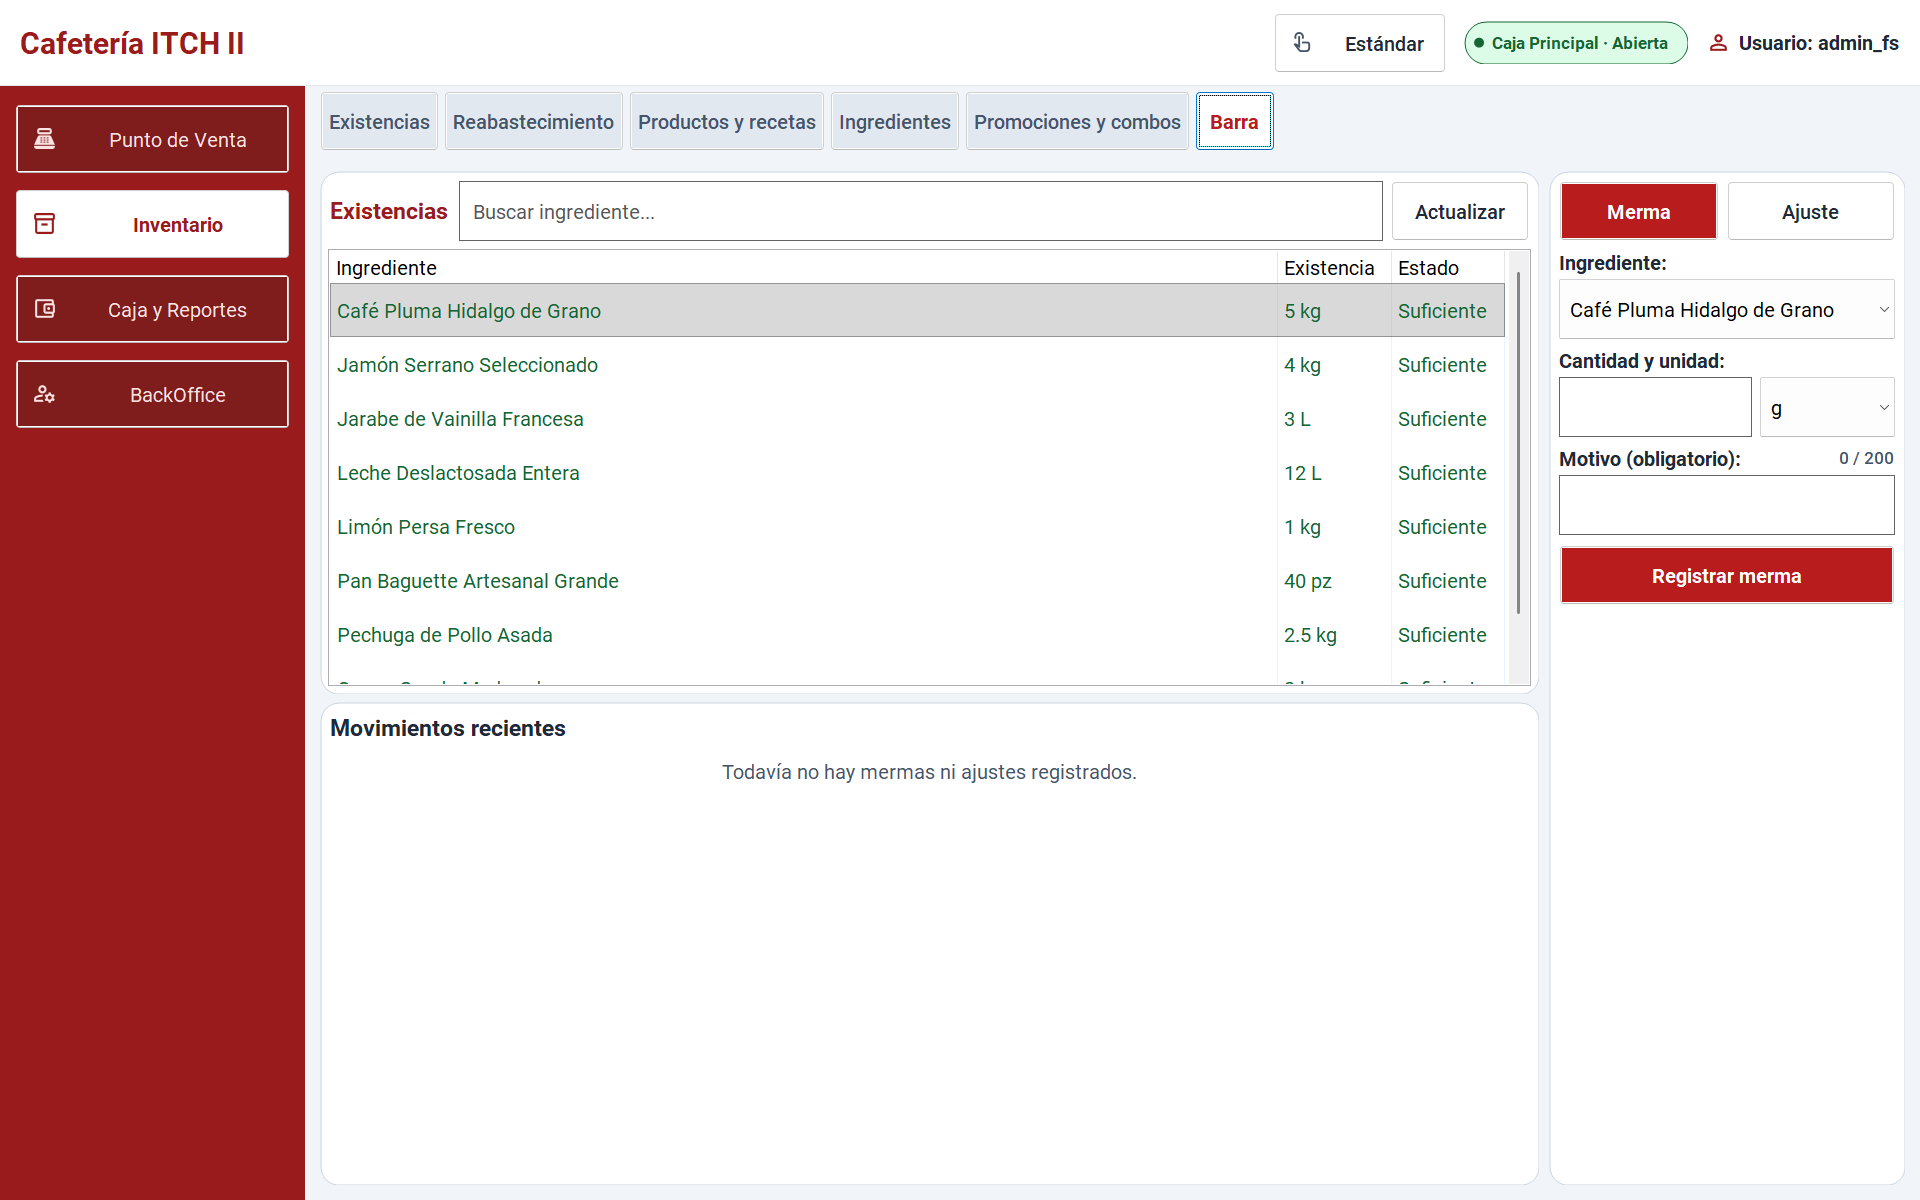 Cafetería ITCH II
Estándar
Caja Principal · Abierta
Usuario: admin_fs
Punto de Venta
Inventario
Caja y Reportes
BackOffice
Existencias
Reabastecimiento
Productos y recetas
Ingredientes
Promociones y combos
Barra
Existencias
Buscar ingrediente...
Actualizar
Ingrediente Existencia Estado
Café Pluma Hidalgo de Grano 5 kg Suficiente
Jamón Serrano Seleccionado 4 kg Suficiente
Jarabe de Vainilla Francesa 3 L Suficiente
Leche Deslactosada Entera 12 L Suficiente
Limón Persa Fresco 1 kg Suficiente
Pan Baguette Artesanal Grande 40 pz Suficiente
Pechuga de Pollo Asada 2.5 kg Suficiente
Movimientos recientes
Todavía no hay mermas ni ajustes registrados.
Merma
Ajuste
Ingrediente:
Café Pluma Hidalgo de Grano
Cantidad y unidad:
g
Motivo (obligatorio): 0 / 200
Registrar merma